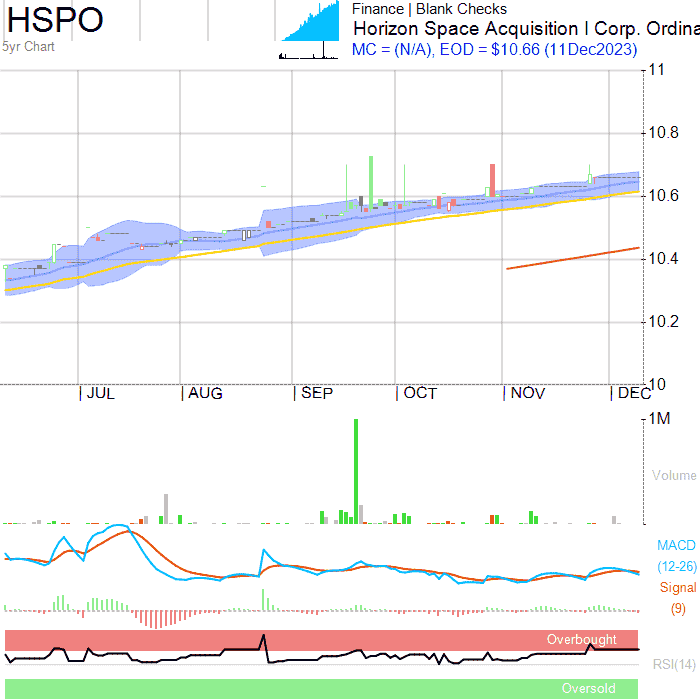 HSPO
Finance | Blank Checks
Horizon Space Acquisition I Corp. Ordina
5yr Chart
MC = (N/A), EOD = $10.66 (11Dec2023)
11
10.8
10.6
10.4
10.2
10
JUL
AUG
SEP
OCT
NOV
DEC
1M
Volume
MACD
(12-26)
Signal
(9)
Overbought
RSI(14)
Oversold